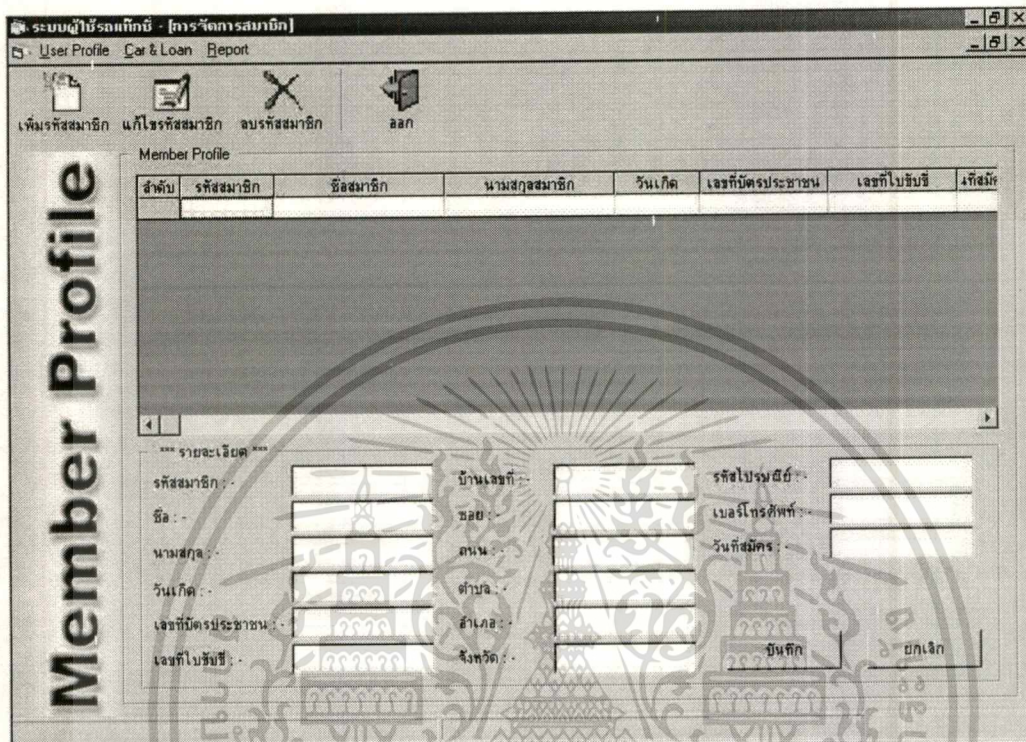 ระบบผู้ใช้รถแท็กซี่ - [การจัดการสมาชิก]
User Profile Car & Loan Report
เพิ่มรหัสสมาชิก แก้ไขรหัสสมาชิก ลบรหัสสมาชิก ออก
Member Profile
Member Profile
ลำดับ รหัสสมาชิก ชื่อสมาชิก นามสกุลสมาชิก วันเกิด เลขที่บัตรประชาชน เลขที่ใบขับขี่ ที่สมัค
*** รายละเอียด ***
รหัสสมาชิก : - บ้านเลขที่ : - รหัสไปรษณีย์ : -
ชื่อ : - ซอย : - เบอร์โทรศัพท์ : -
นามสกุล : - ถนน : - วันที่สมัคร : -
วันเกิด : - ตำบล : -
เลขที่บัตรประชาชน : - อำเภอ : -
เลขที่ใบขับขี่ : - จังหวัด : - บันทึก ยกเลิก